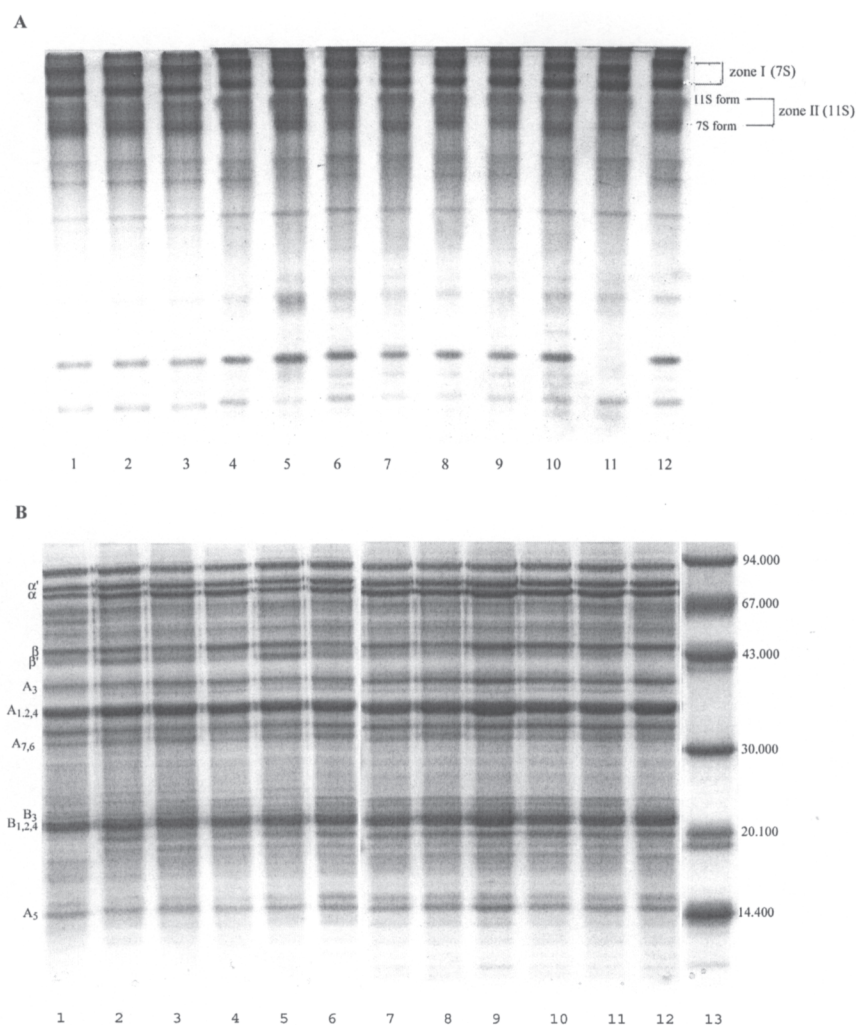 A
zone I (7S)
11S form
zone II (11S)
7S form
1 2 3 4 5 6 7 8 9 10 11 12
B
94.000
α'
α
67.000
β
β'
43.000
A3
A1.2,4
A7,6
30.000
B3
B1,2,4
20.100
A5
14.400
1 2 3 4 5 6 7 8 9 10 11 12 13